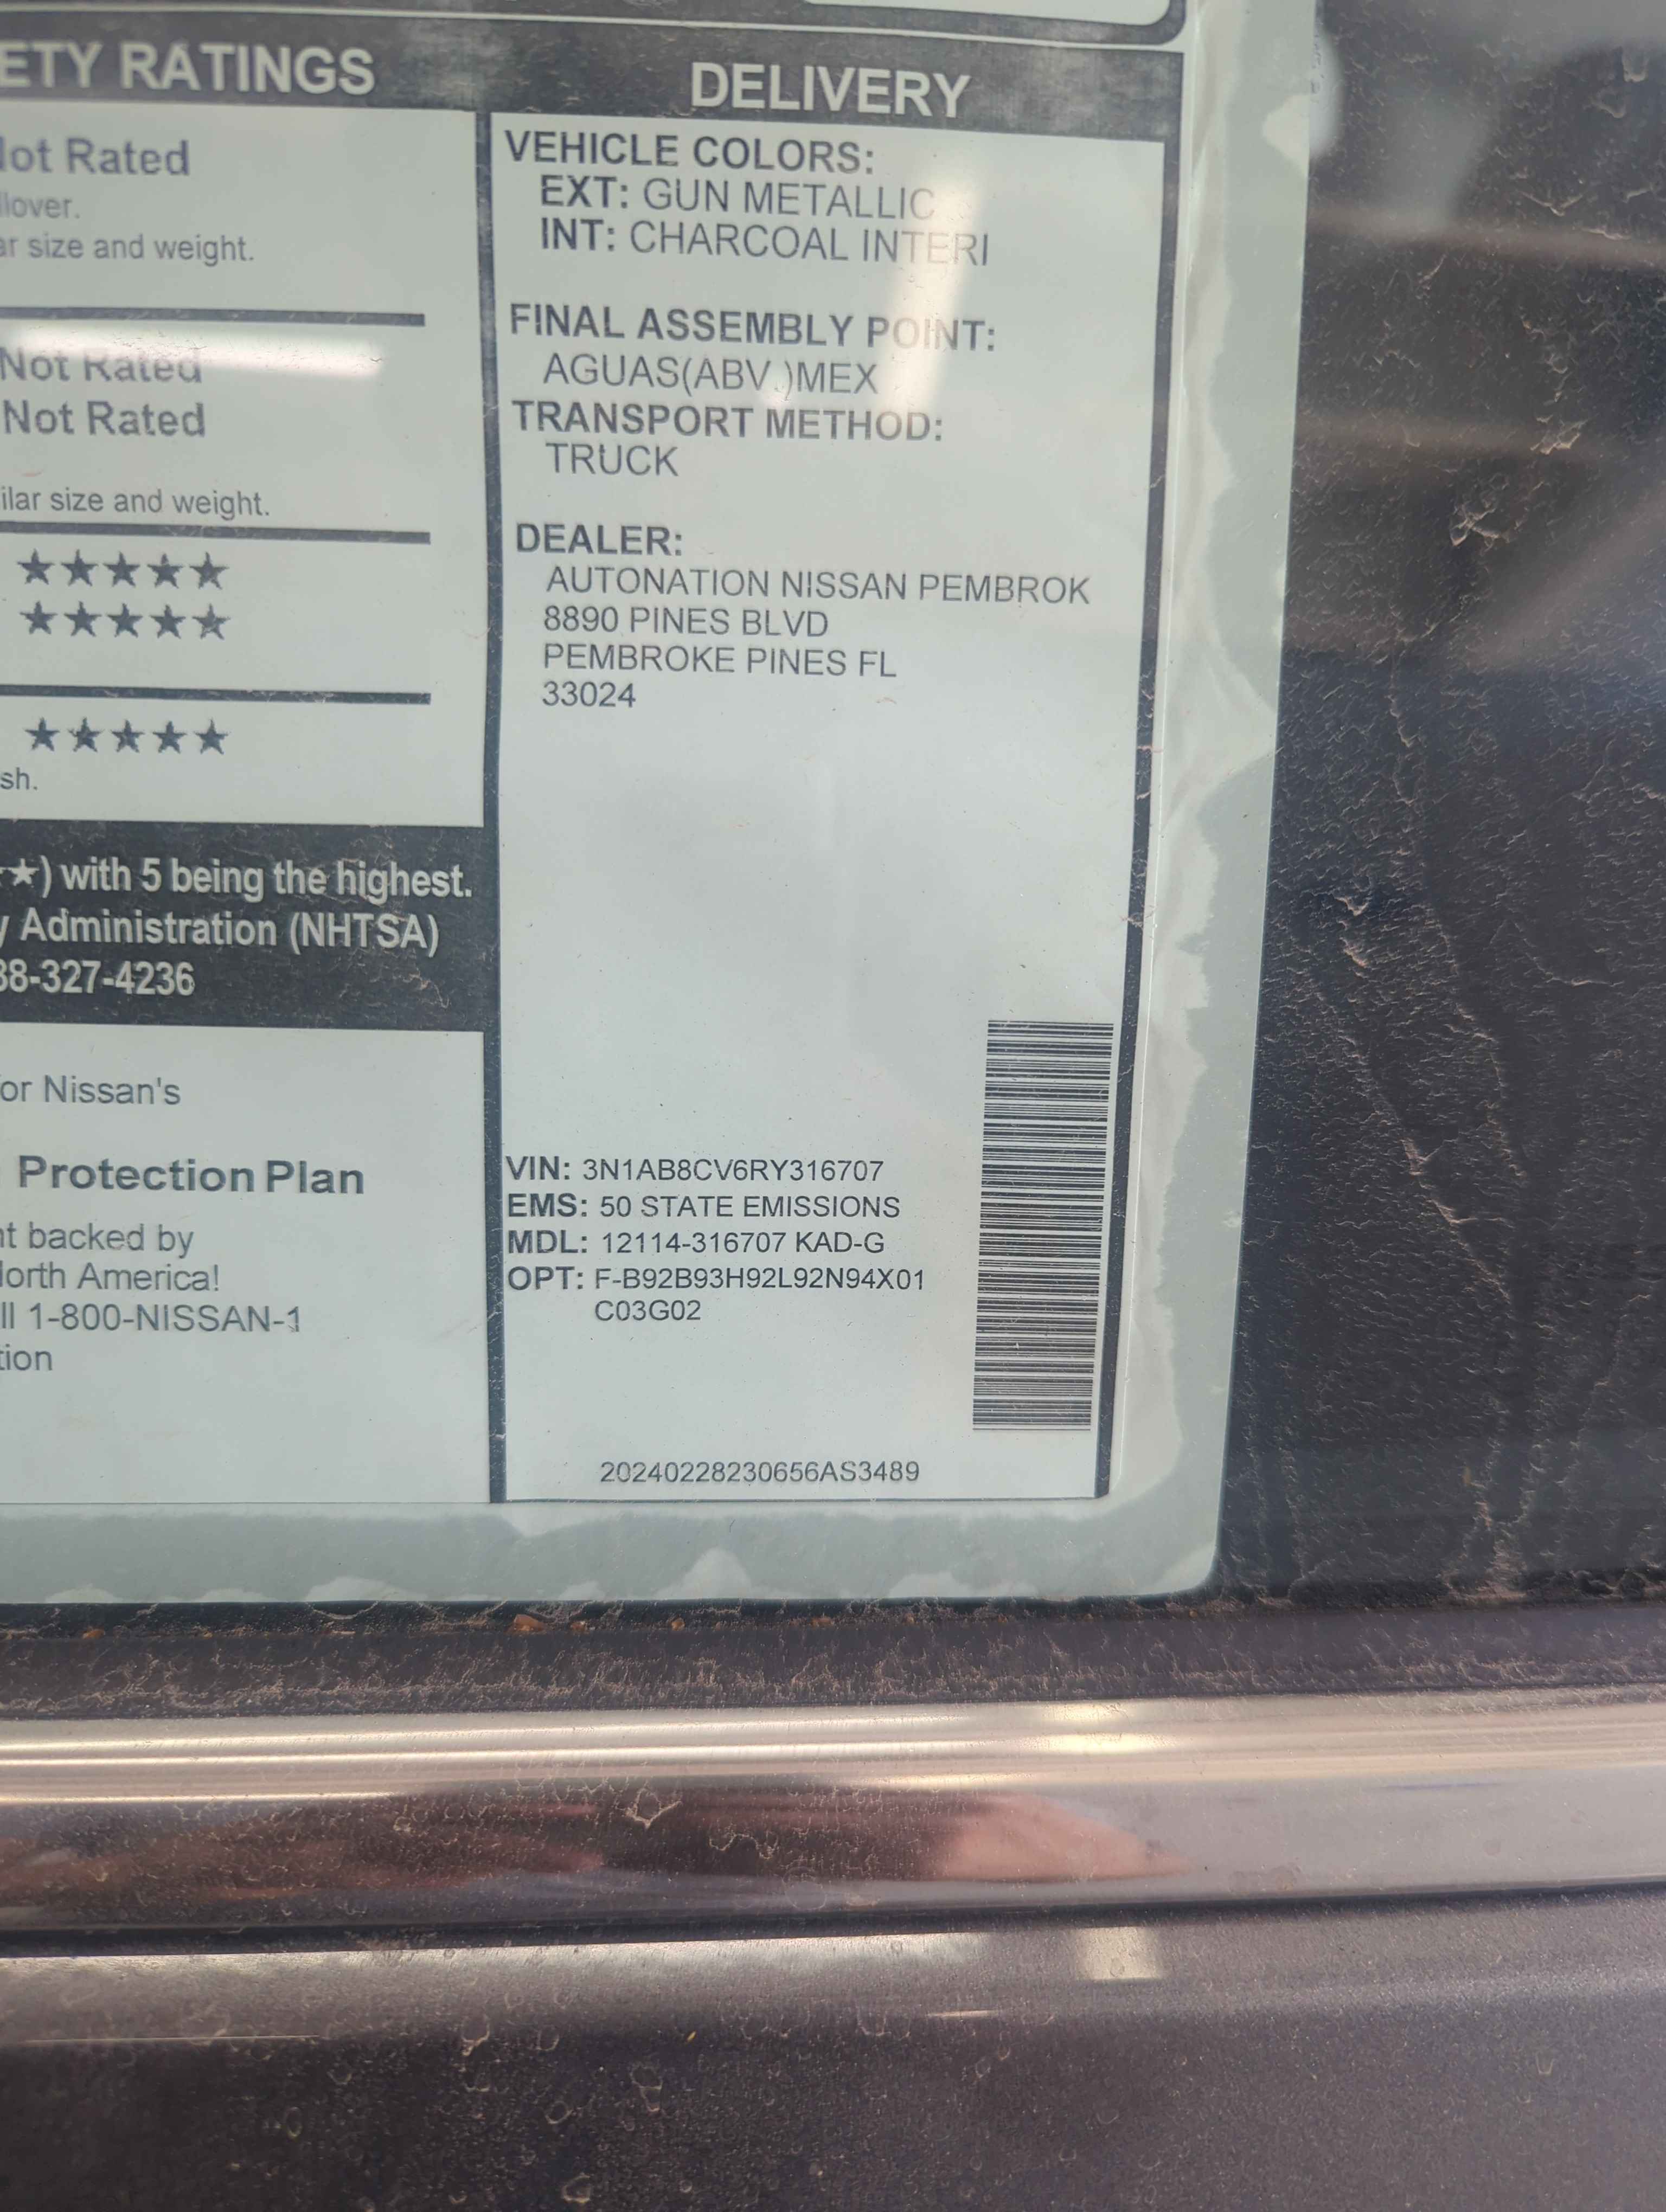 ETY RATINGS
Not Rated
llover.
ar size and weight.
Not Rated
Not Rated
ilar size and weight.
★★★★★
★★★★★
★★★★★
sh.
★) with 5 being the highest.
y Administration (NHTSA)
38-327-4236
or Nissan's
Protection Plan
nt backed by
North America!
ll 1-800-NISSAN-1
tion
DELIVERY
VEHICLE COLORS:
EXT: GUN METALLIC
INT: CHARCOAL INTERI
FINAL ASSEMBLY POINT:
AGUAS(ABV.)MEX
TRANSPORT METHOD:
TRUCK
DEALER:
AUTONATION NISSAN PEMBROK
8890 PINES BLVD
PEMBROKE PINES FL
33024
VIN: 3N1AB8CV6RY316707
EMS: 50 STATE EMISSIONS
MDL: 12114-316707 KAD-G
OPT: F-B92B93H92L92N94X01
C03G02
20240228230656AS3489